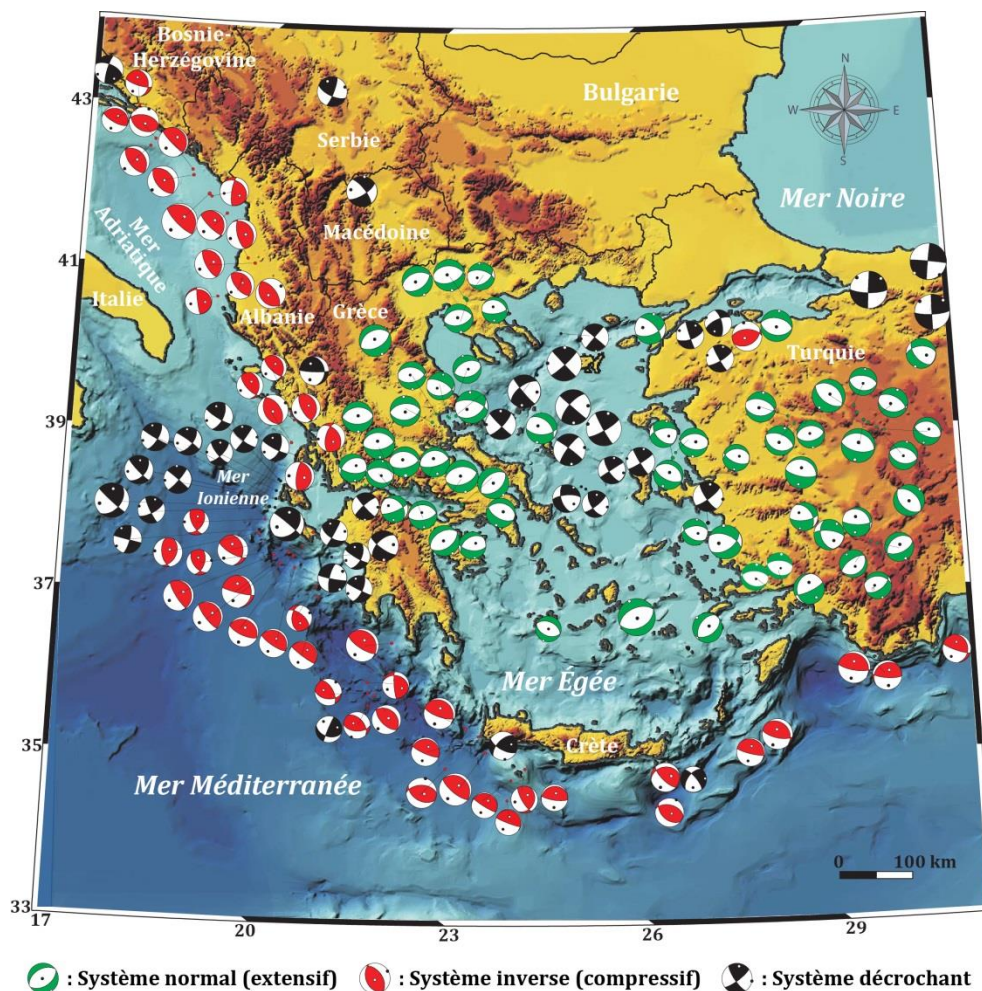 Bosnie-
Herzégovine
N
W E
S
43
Bulgarie
Serbie
Mer Noire
Mer
Adriatique
Macédoine
41
Italie
Albanie
Grèce
Turquie
39
Mer
Ionienne
37
Mer Égée
35
Crète
Mer Méditerranée
0 100 km
33
17
20
23
26
29
: Système normal (extensif) : Système inverse (compressif) : Système décrochant